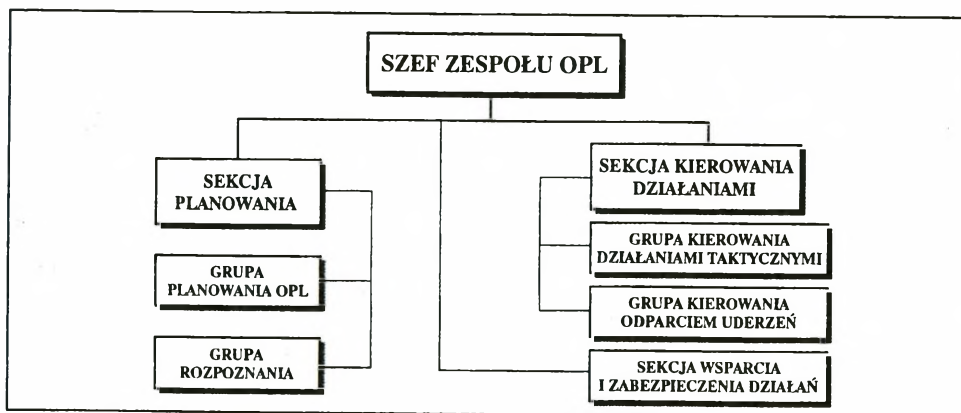 SZEF ZESPOŁU OPL
SEKCJA
PLANOWANIA
GRUPA
PLANOWANIA OPL
GRUPA
ROZPOZNANIA
SEKCJA KIEROWANIA
DZIAŁANIAMI
GRUPA KIEROWANIA
DZIAŁANIAMI TAKTYCZNYMI
GRUPA KIEROWANIA
ODPARCIEM UDERZEŃ
SEKCJA WSPARCIA
I ZABEZPIECZENIA DZIAŁAŃ